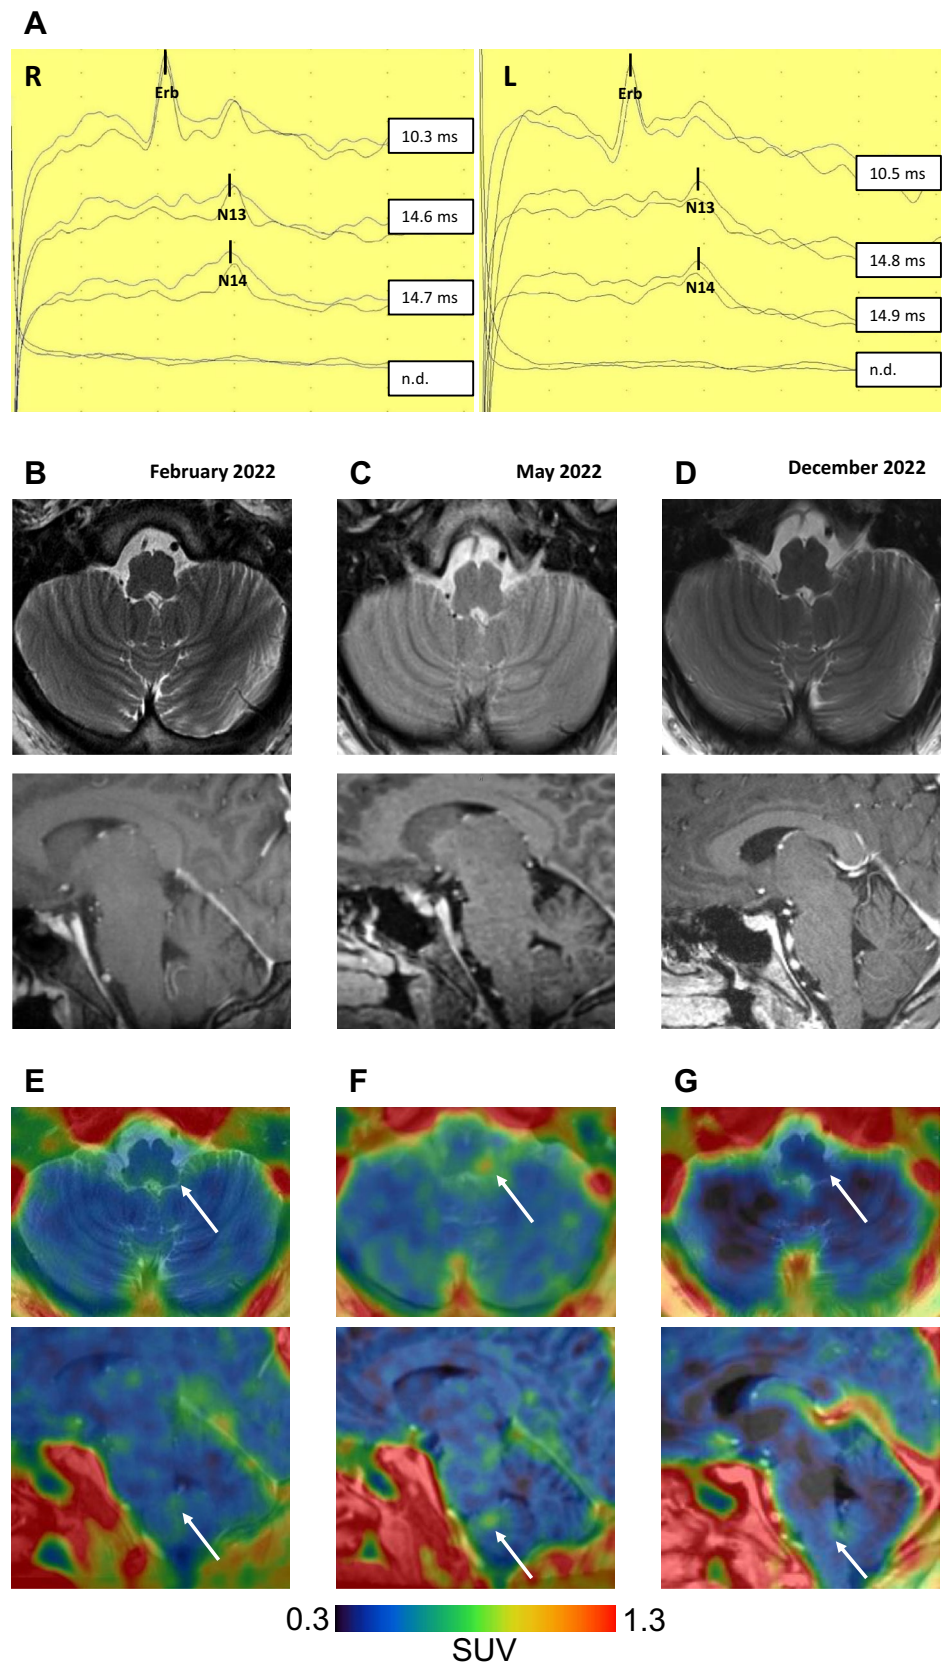 A
R
Erb
10.3 ms
N13
14.6 ms
N14
14.7 ms
n.d.
L
Erb
10.5 ms
N13
14.8 ms
N14
14.9 ms
n.d.
B
February 2022
C
May 2022
D
December 2022
E
F
G
0.3
1.3
SUV